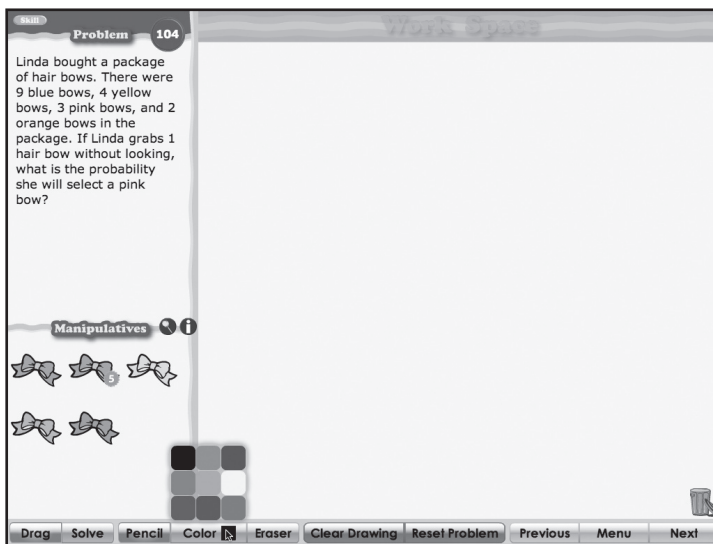 Skill
Problem 104
Work Space
Linda bought a package
of hair bows. There were
9 blue bows, 4 yellow
bows, 3 pink bows, and 2
orange bows in the
package. If Linda grabs 1
hair bow without looking,
what is the probability
she will select a pink
bow?
Manipulatives i
5
Drag Solve Pencil Color Eraser Clear Drawing Reset Problem Previous Menu Next